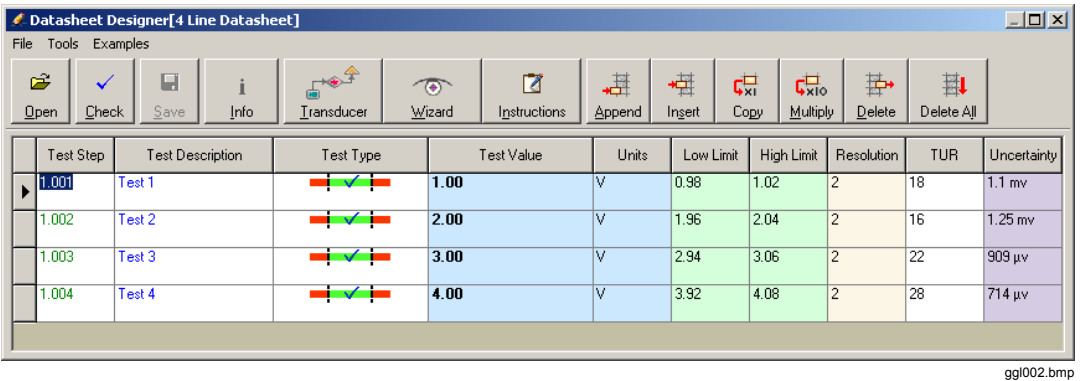 Datasheet Designer[4 Line Datasheet]
File Tools Examples
Open Check Save Info Transducer Wizard Instructions Append Insert Copy Multiply Delete Delete All
x1 x10
Test Step Test Description Test Type Test Value Units Low Limit High Limit Resolution TUR Uncertainty
1.001 Test 1 1.00 V 0.98 1.02 2 18 1.1 mv
1.002 Test 2 2.00 V 1.96 2.04 2 16 1.25 mv
1.003 Test 3 3.00 V 2.94 3.06 2 22 909 µv
1.004 Test 4 4.00 V 3.92 4.08 2 28 714 µv
ggl002.bmp